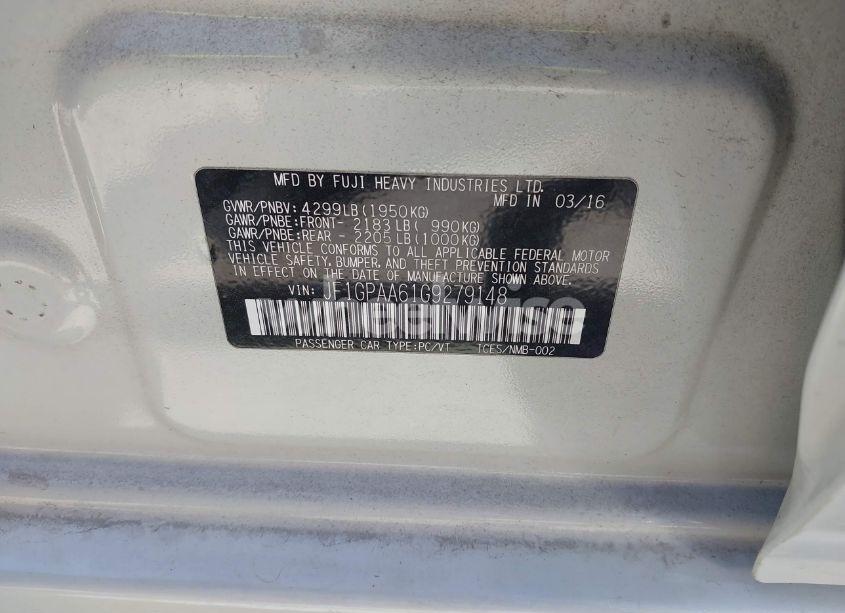 MFD BY FUJI HEAVY INDUSTRIES LTD.
MFD IN 03/16
GVWR/PNBV: 4299LB(1950KG)
GAWR/PNBE:FRONT- 2183LB( 990KG)
GAWR/PNBE:REAR - 2205LB(1000KG)
THIS VEHICLE CONFORMS TO ALL APPLICABLE FEDERAL MOTOR
VEHICLE SAFETY, BUMPER, AND THEFT PREVENTION STANDARDS
IN EFFECT ON THE DATE OF MANUFACTURE SHOWN ABOVE.
VIN: JF1GPAA61G9279148
PASSENGER CAR TYPE:PC/VT TCES/NMB-002